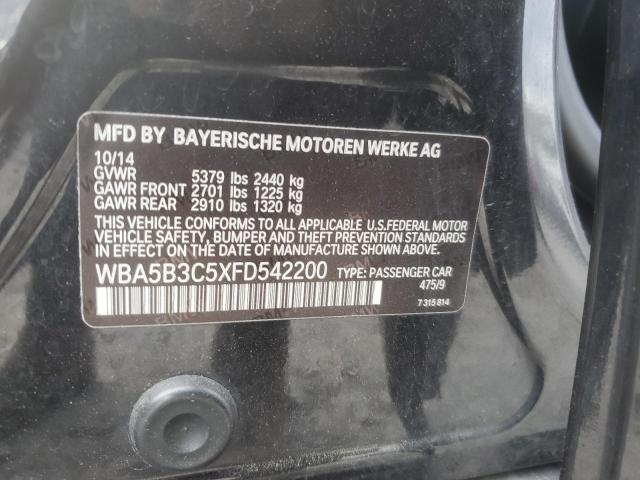 MFD BY BAYERISCHE MOTOREN WERKE AG
10/14
GVWR 5379 lbs 2440 kg
GAWR FRONT 2701 lbs 1225 kg
GAWR REAR 2910 lbs 1320 kg
THIS VEHICLE CONFORMS TO ALL APPLICABLE U.S.FEDERAL MOTOR
VEHICLE SAFETY, BUMPER AND THEFT PREVENTION STANDARDS
IN EFFECT ON THE DATE OF MANUFACTURE SHOWN ABOVE.
WBA5B3C5XFD542200 TYPE: PASSENGER CAR
475/9
7 315 814